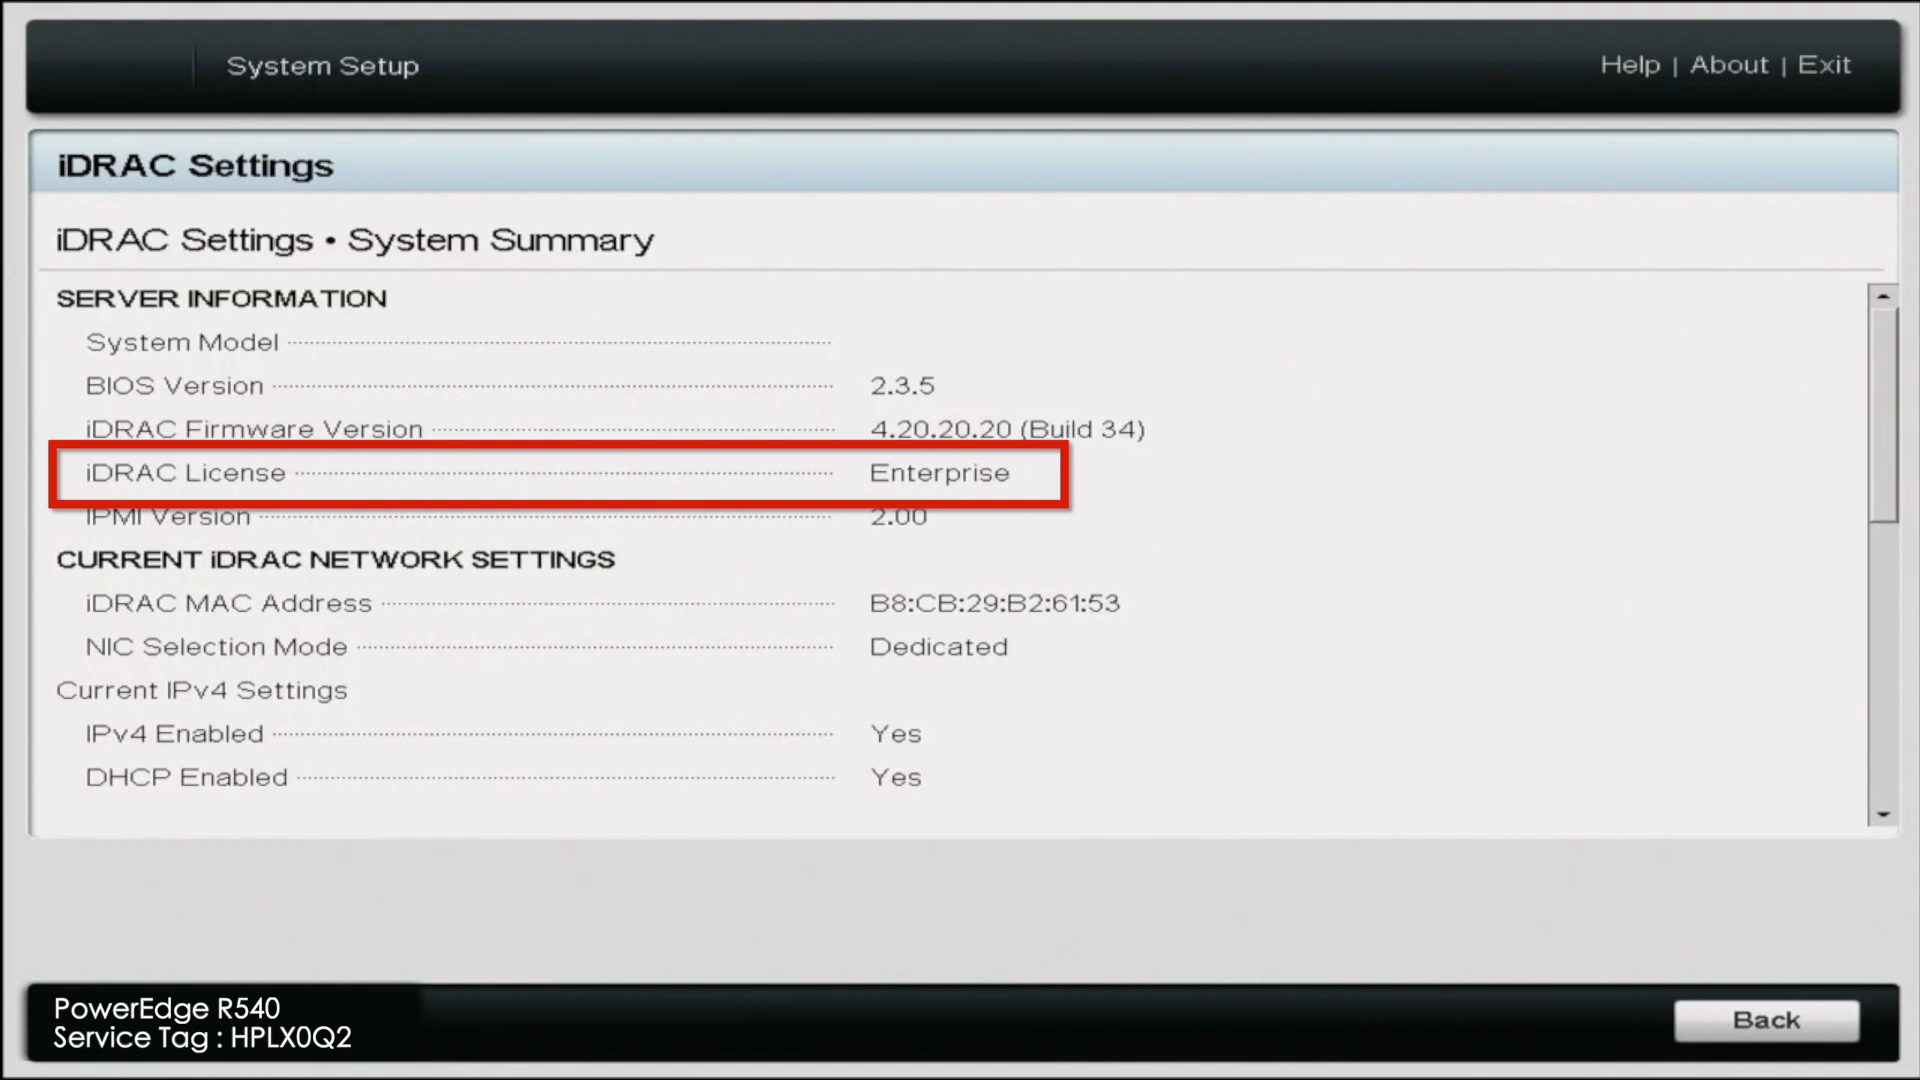 System Setup
Help | About | Exit
iDRAC Settings
iDRAC Settings • System Summary
SERVER INFORMATION
System Model
BIOS Version 2.3.5
iDRAC Firmware Version 4.20.20.20 (Build 34)
iDRAC License Enterprise
IPMI Version 2.00
CURRENT iDRAC NETWORK SETTINGS
iDRAC MAC Address B8:CB:29:B2:61:53
NIC Selection Mode Dedicated
Current IPv4 Settings
IPv4 Enabled Yes
DHCP Enabled Yes
PowerEdge R540
Service Tag : HPLX0Q2
Back